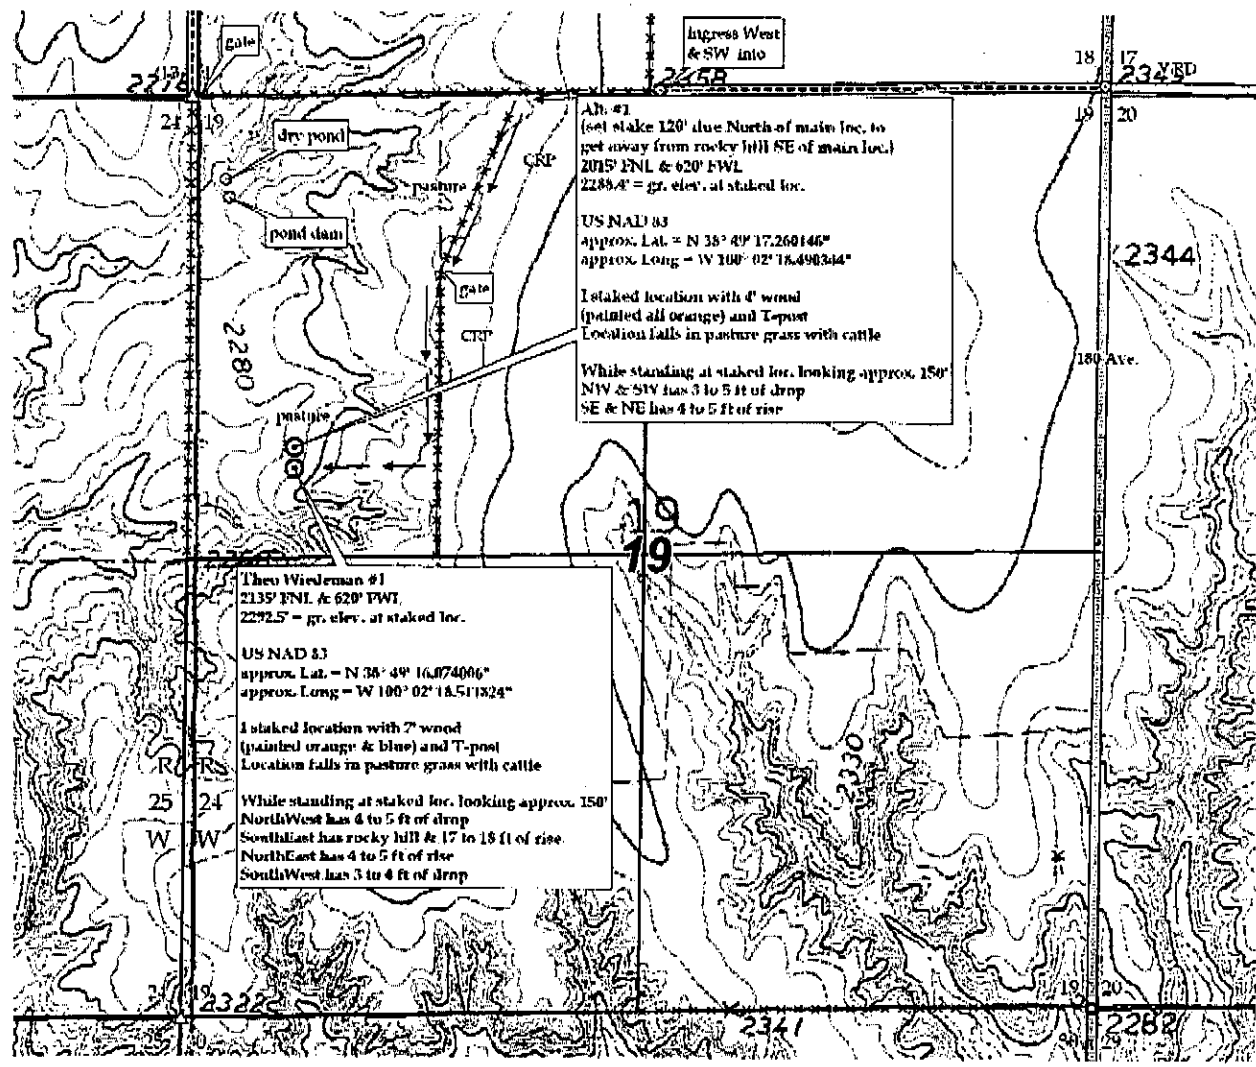 Ingress West
& SW into
gate
18
17
2345
YRD
24
19
19
20
dry pond
pond dam
pasture
CRP
gate
CRP
2280
pasture
Alt #1
(set stake 120' due North of main loc. to
get away from rocky hill SE of main loc.)
2015' FNL & 620' FWL
2288.4' = gr. elev. at staked loc.
US NAD 83
approx. Lat. = N 38° 49' 17.260146"
approx. Long = W 100° 02' 18.490344"
I staked location with 4' wood
(painted all orange) and T-post
Location falls in pasture grass with cattle
While standing at staked loc. looking approx. 150'
NW & SW has 3 to 5 ft of drop
SE & NE has 4 to 5 ft of rise
2344
180 Ave.
19
Theo Wiedeman #1
2135' FNL & 620' FWL
2292.5' = gr. elev. at staked loc.
US NAD 83
approx. Lat. = N 38° 49' 16.074006"
approx. Long = W 100° 02' 18.511824"
I staked location with 7' wood
(painted orange & blue) and T-post
Location falls in pasture grass with cattle
While standing at staked loc. looking approx. 150'
NorthWest has 4 to 5 ft of drop
SouthEast has rocky hill & 17 to 18 ft of rise
NorthEast has 4 to 5 ft of rise
SouthWest has 3 to 4 ft of drop
R
R
25
24
W
W
2330
19
2322
2341
19
20
2282
29